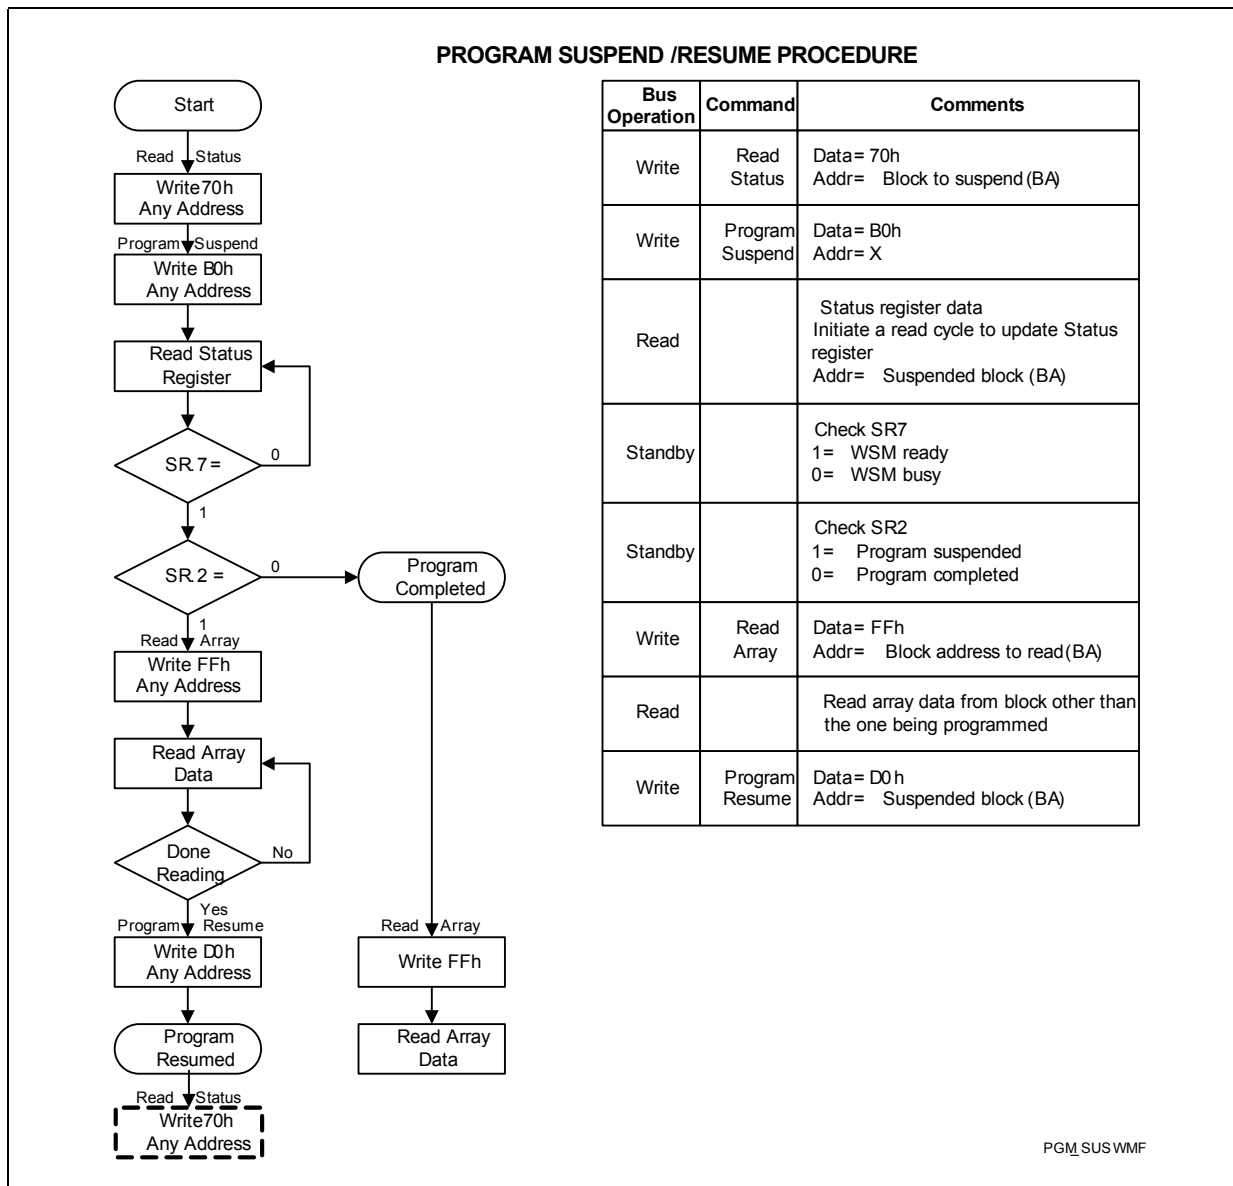 PROGRAM SUSPEND /RESUME PROCEDURE
Start
Read Status
Write70h
Any Address
Program Suspend
Write B0h
Any Address
Read Status
Register
SR.7 =
0
1
SR.2 =
0
Program
Completed
1
Read Array
Write FFh
Any Address
Read Array
Data
Done
Reading
No
Yes
Program Resume
Write D0h
Any Address
Program
Resumed
Read Status
Write70h
Any Address
Read Array
Write FFh
Read Array
Data
Bus
Operation
Command
Comments
Write
Read
Status
Data= 70h
Addr= Block to suspend (BA)
Write
Program
Suspend
Data= B0h
Addr= X
Read
Status register data
Initiate a read cycle to update Status
register
Addr= Suspended block (BA)
Standby
Check SR7
1= WSM ready
0= WSM busy
Standby
Check SR2
1= Program suspended
0= Program completed
Write
Read
Array
Data= FFh
Addr= Block address to read (BA)
Read
Read array data from block other than
the one being programmed
Write
Program
Resume
Data= D0h
Addr= Suspended block (BA)
PGM_SUS WMF